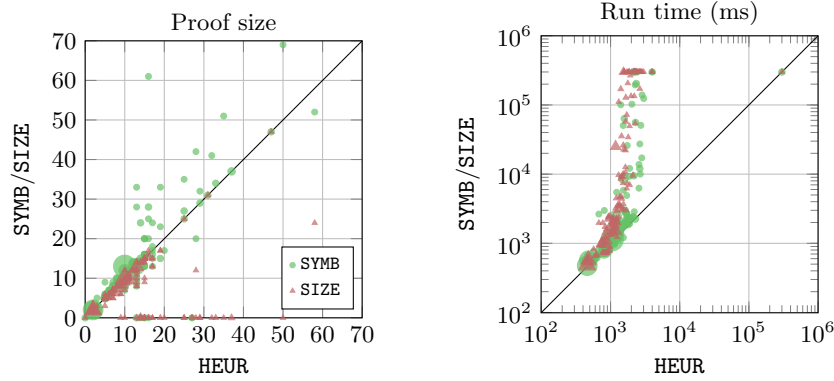 Proof size
70
60
50
40
30
20
10
0
0 10 20 30 40 50 60 70
SYMB/SIZE
HEUR
SYMB
SIZE
Run time (ms)
10^6
10^5
10^4
10^3
10^2
10^2 10^3 10^4 10^5 10^6
SYMB/SIZE
HEUR